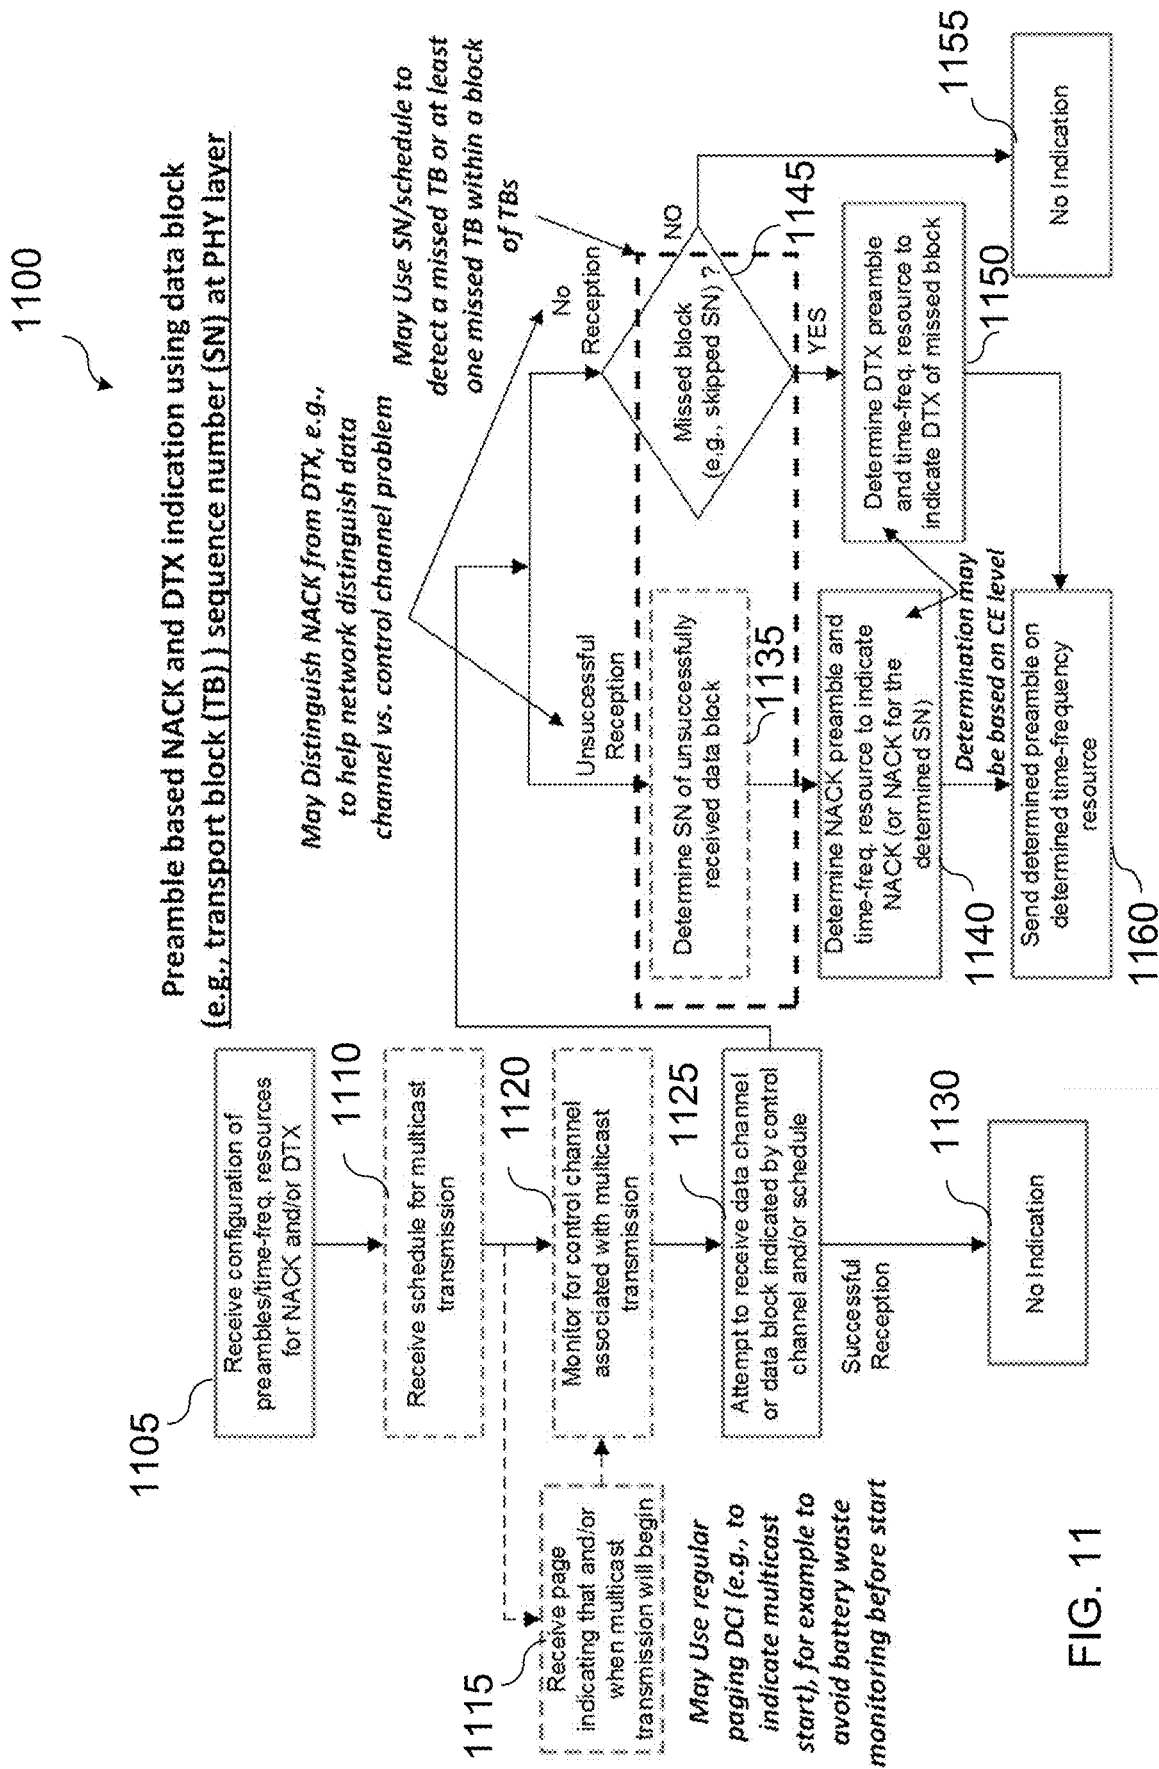 1100
Preamble based NACK and DTX indication using data block
(e.g., transport block (TB) ) sequence number (SN) at PHY layer
1105
Receive configuration of
preambles/time-freq. resources
for NACK and/or DTX
1110
Receive schedule for multicast
transmission
1115
Receive page
indicating that and/or
when multicast
transmission will begin
May Use regular
paging DCI (e.g., to
indicate multicast
start), for example to
avoid battery waste
monitoring before start
1120
Monitor for control channel
associated with multicast
transmission
1125
Attempt to receive data channel
or data block indicated by control
channel and/or schedule
Successful
Reception
1130
No Indication
May Distinguish NACK from DTX, e.g.,
to help network distinguish data
channel vs. control channel problem
May Use SN/schedule to
detect a missed TB or at least
one missed TB within a block
of TBs
Unsuccessful
Reception
No
Reception
Determine SN of unsuccessfully
received data block
1135
Missed block
(e.g., skipped SN) ?
1145
NO
YES
Determine NACK preamble and
time-freq. resource to indicate
NACK (or NACK for the
determined SN)
1140
Determine DTX preamble
and time-freq. resource to
indicate DTX of missed block
1150
Determination may
be based on CE level
1155
No Indication
Send determined preamble on
determined time-frequency
resource
1160
FIG. 11